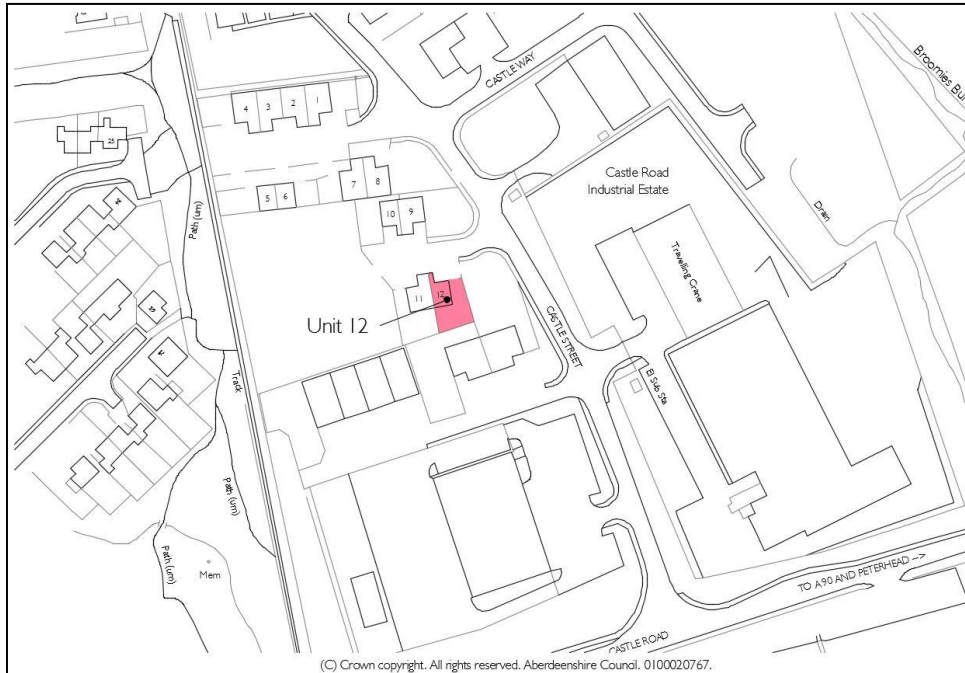 CASTLE WAY
Broomies Bu
4
3
2
1
25
Castle Road
Industrial Estate
7
8
5
6
10
9
Path (um)
Drain
Travelling Crane
11
12
Unit 12
CASTLE STREET
El Sub Sta
Track
Path (um)
Path (um)
Mem
TO A90 AND PETERHEAD -->
CASTLE ROAD
(C) Crown copyright. All rights reserved. Aberdeenshire Council. 0100020767.